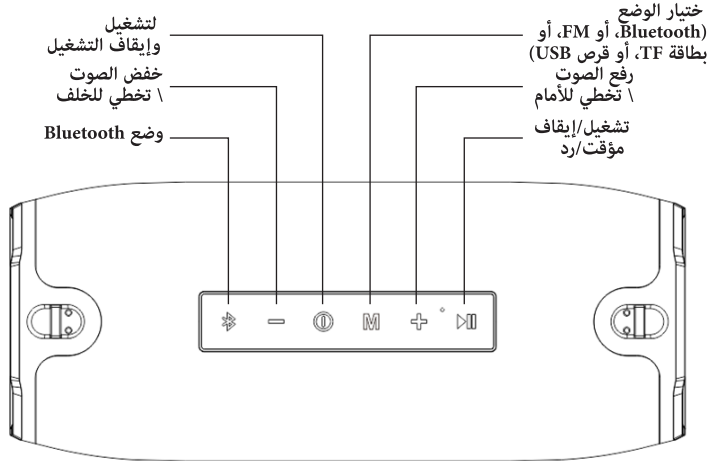 ختيار الوضع
(Bluetooth، أو FM، أو
بطاقة TF، أو قرص USB)
رفع الصوت
\ تخطي للأمام
تشغيل/إيقاف
مؤقت/رد
لتشغيل
وإيقاف التشغيل
خفض الصوت
\ تخطي للخلف
وضع Bluetooth
M